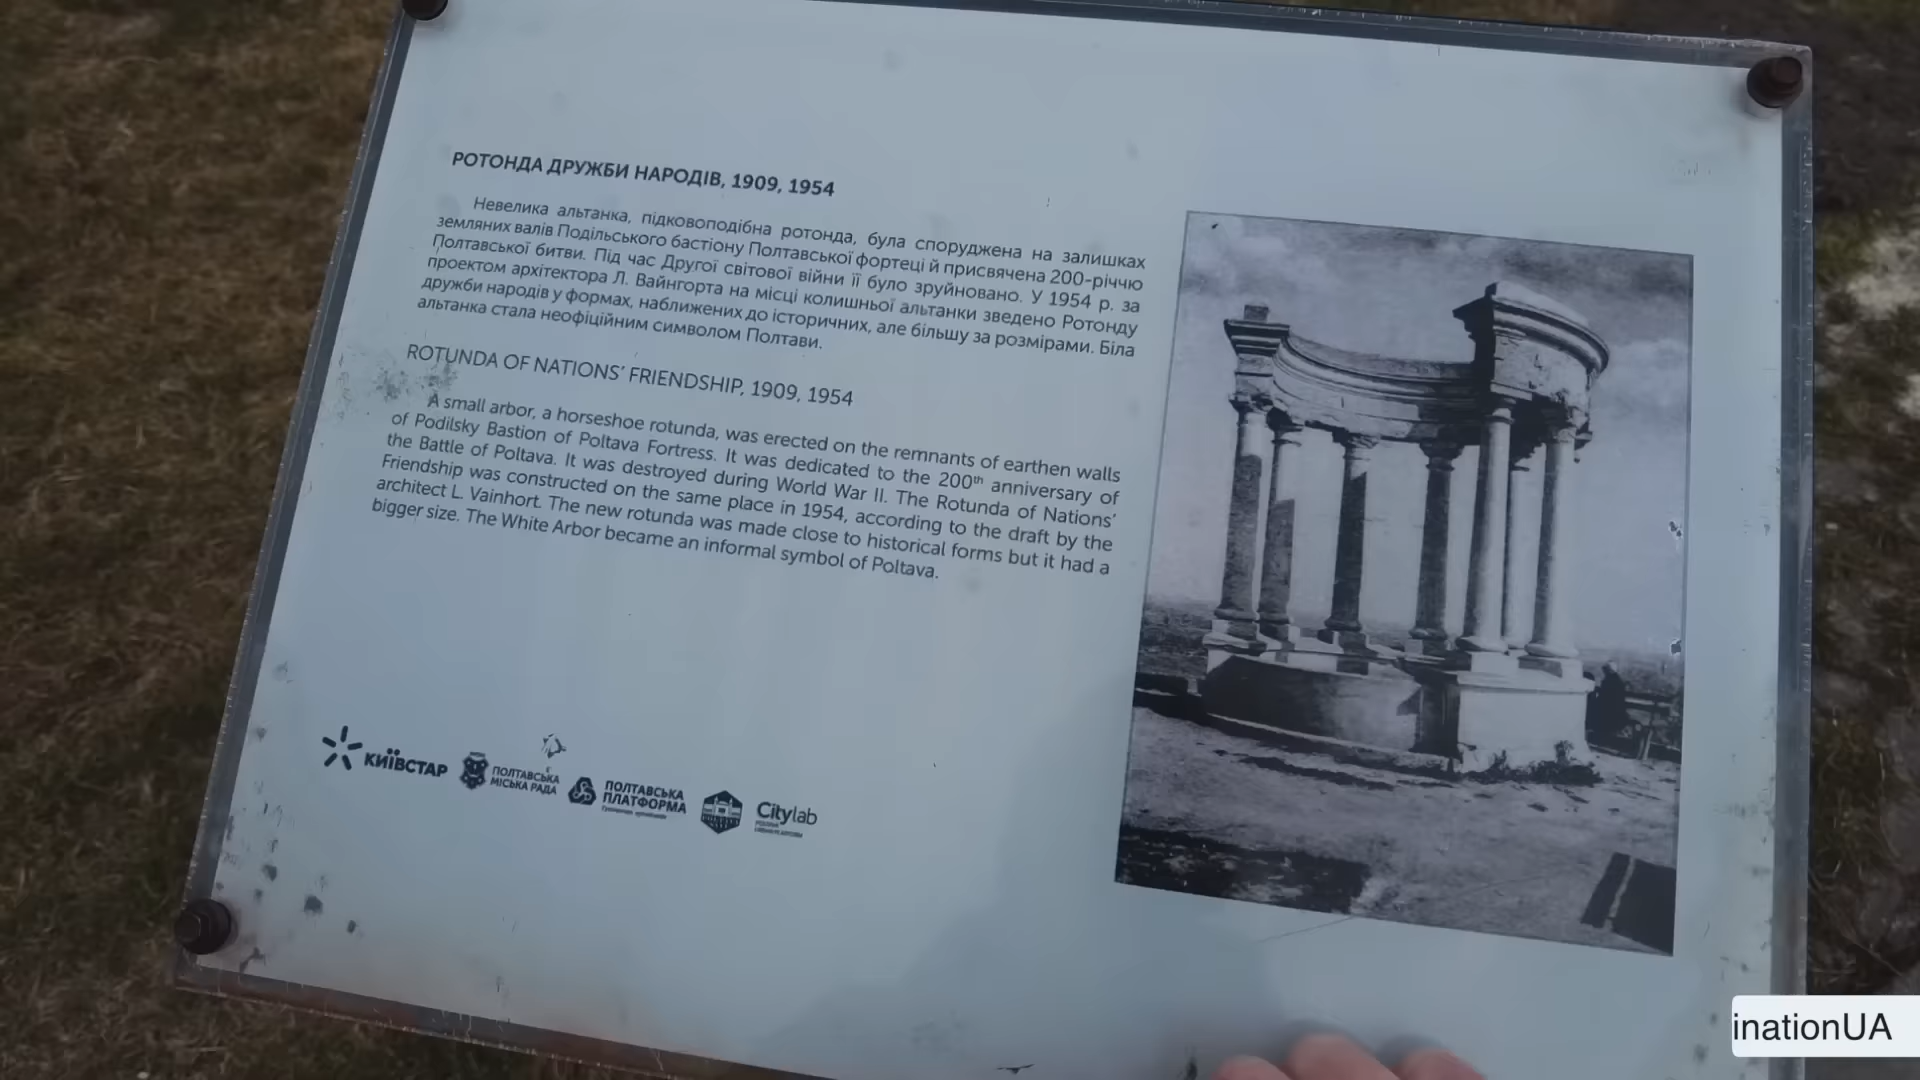 РОТОНДА ДРУЖБИ НАРОДІВ, 1909, 1954
Невелика альтанка, підковоподібна ротонда, була споруджена на залишках
земляних валів Подільського бастіону Полтавської фортеці й присвячена 200-річчю
Полтавської битви. Під час Другої світової війни її було зруйновано. У 1954 р. за
проектом архітектора Л. Вайнгорта на місці колишньої альтанки зведено Ротонду
дружби народів у формах, наближених до історичних, але більшу за розмірами. Біла
альтанка стала неофіційним символом Полтави.
ROTUNDA OF NATIONS’ FRIENDSHIP, 1909, 1954
A small arbor, a horseshoe rotunda, was erected on the remnants of earthen walls
of Podilsky Bastion of Poltava Fortress. It was dedicated to the 200th anniversary of
the Battle of Poltava. It was destroyed during World War II. The Rotunda of Nations’
Friendship was constructed on the same place in 1954, according to the draft by the
architect L. Vainhort. The new rotunda was made close to historical forms but it had a
bigger size. The White Arbor became an informal symbol of Poltava.
КИЇВСТАР
ПОЛТАВСЬКА
МІСЬКА РАДА
ПОЛТАВСЬКА
ПЛАТФОРМА
Citylab
inationUA